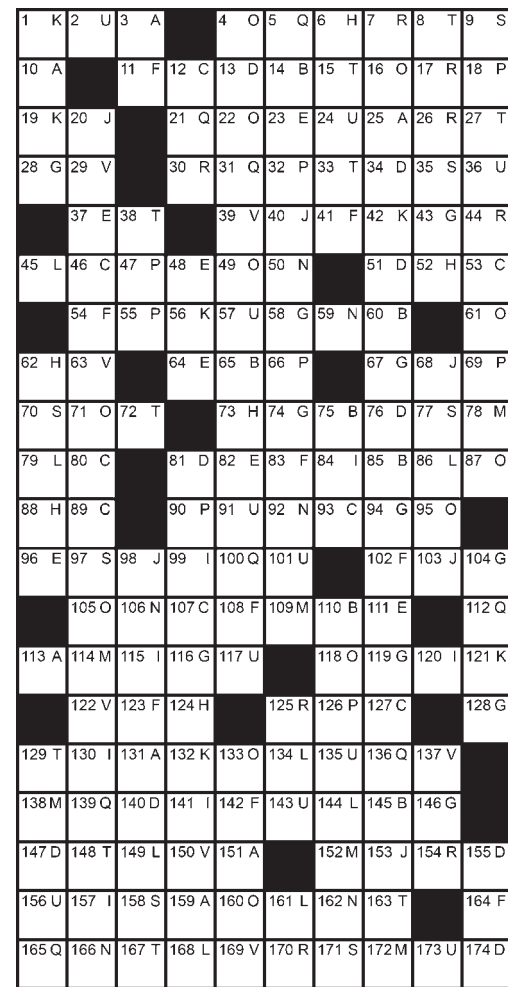 1 K 2 U 3 A 4 O 5 Q 6 H 7 R 8 T 9 S
10 A 11 F 12 C 13 D 14 B 15 T 16 O 17 R 18 P
19 K 20 J 21 Q 22 O 23 E 24 U 25 A 26 R 27 T
28 G 29 V 30 R 31 Q 32 P 33 T 34 D 35 S 36 U
37 E 38 T 39 V 40 J 41 F 42 K 43 G 44 R
45 L 46 C 47 P 48 E 49 O 50 N 51 D 52 H 53 C
54 F 55 P 56 K 57 U 58 G 59 N 60 B 61 O
62 H 63 V 64 E 65 B 66 P 67 G 68 J 69 P
70 S 71 O 72 T 73 H 74 G 75 B 76 D 77 S 78 M
79 L 80 C 81 D 82 E 83 F 84 I 85 B 86 L 87 O
88 H 89 C 90 P 91 U 92 N 93 C 94 G 95 O
96 E 97 S 98 J 99 I 100 Q 101 U 102 F 103 J 104 G
105 O 106 N 107 C 108 F 109 M 110 B 111 E 112 Q
113 A 114 M 115 I 116 G 117 U 118 O 119 G 120 I 121 K
122 V 123 F 124 H 125 R 126 P 127 C 128 G
129 T 130 I 131 A 132 K 133 O 134 L 135 U 136 Q 137 V
138 M 139 Q 140 D 141 I 142 F 143 U 144 L 145 B 146 G
147 D 148 T 149 L 150 V 151 A 152 M 153 J 154 R 155 D
156 U 157 I 158 S 159 A 160 O 161 L 162 N 163 T 164 F
165 Q 166 N 167 T 168 L 169 V 170 R 171 S 172 M 173 U 174 D